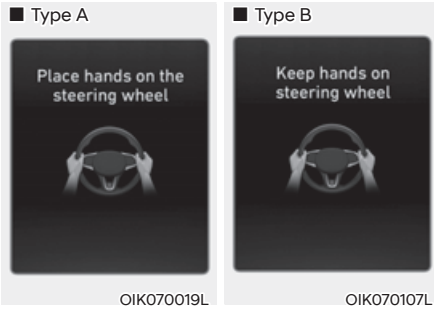 ■ Type A
Place hands on the
steering wheel
OIK070019L
■ Type B
Keep hands on
steering wheel
OIK070107L